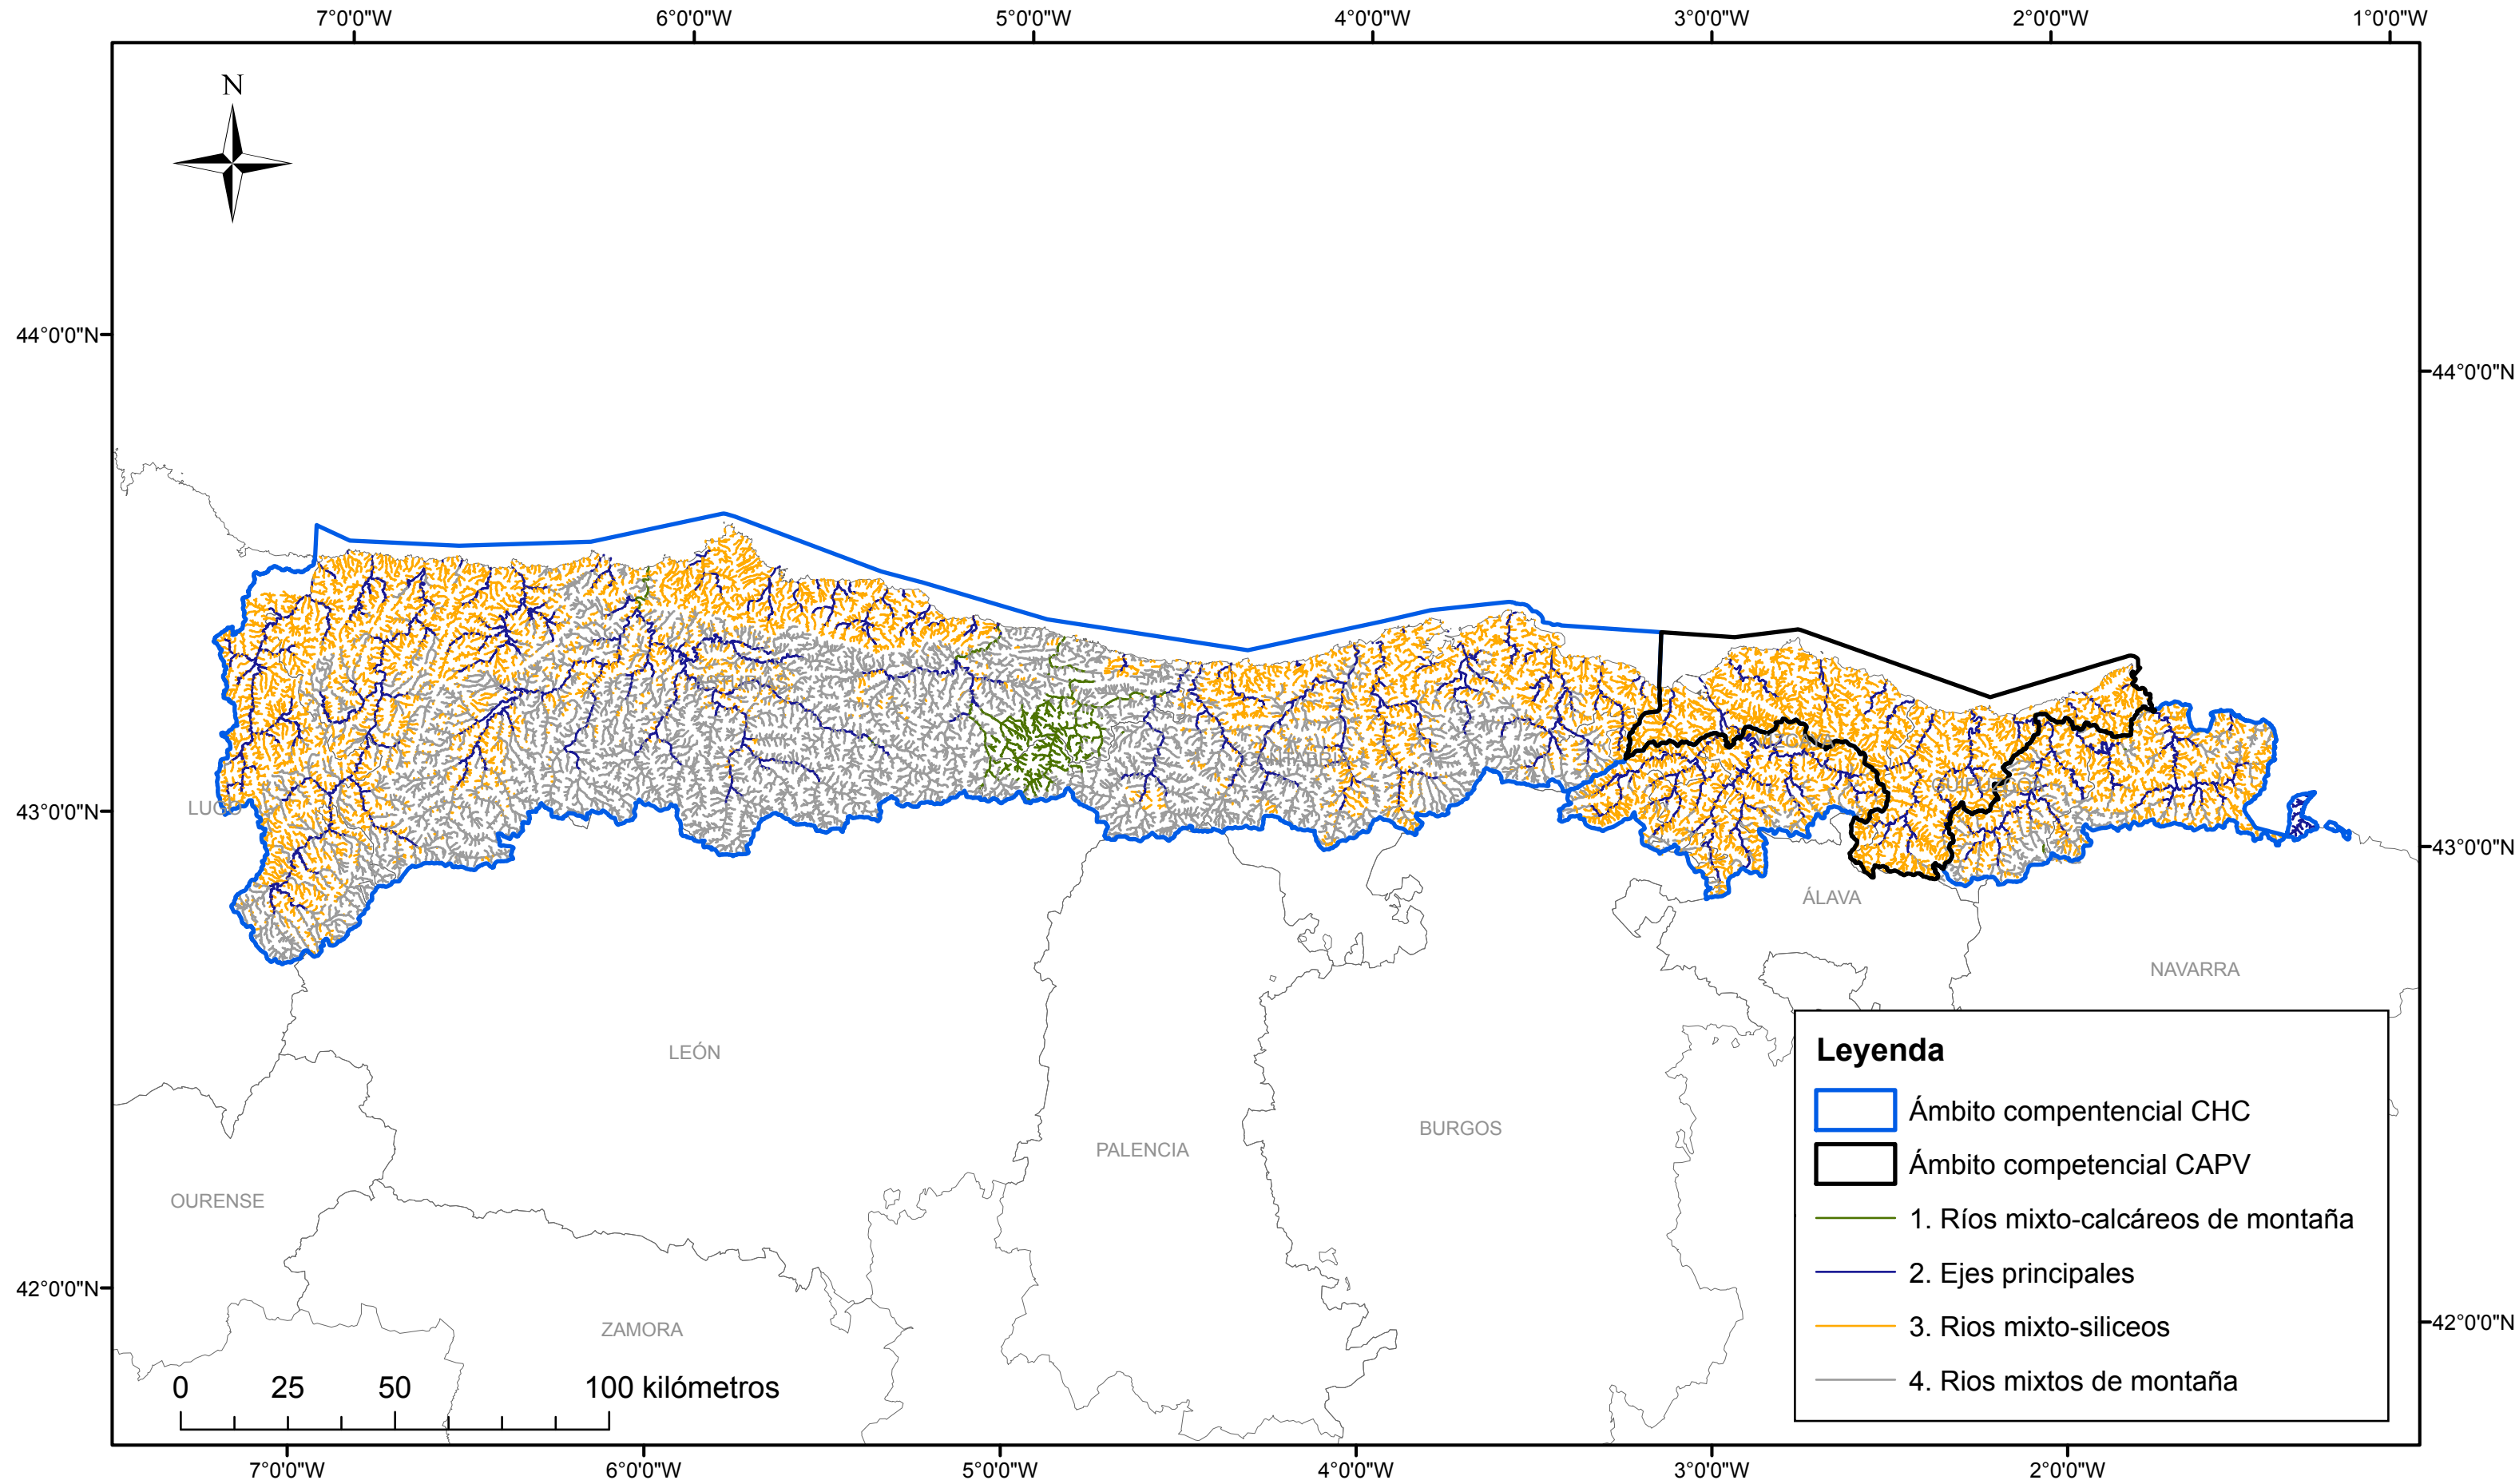 7°0'0"W 6°0'0"W 5°0'0"W 4°0'0"W 3°0'0"W 2°0'0"W 1°0'0"W
N
44°0'0"N 44°0'0"N
43°0'0"N 43°0'0"N
ÁLAVA
NAVARRA
LEÓN
BURGOS
PALENCIA
OURENSE
ZAMORA
42°0'0"N 42°0'0"N
Leyenda
Ámbito compentencial CHC
Ámbito competencial CAPV
1. Ríos mixto-calcáreos de montaña
2. Ejes principales
3. Rios mixto-siliceos
4. Rios mixtos de montaña
0 25 50 100 kilómetros
7°0'0"W 6°0'0"W 5°0'0"W 4°0'0"W 3°0'0"W 2°0'0"W